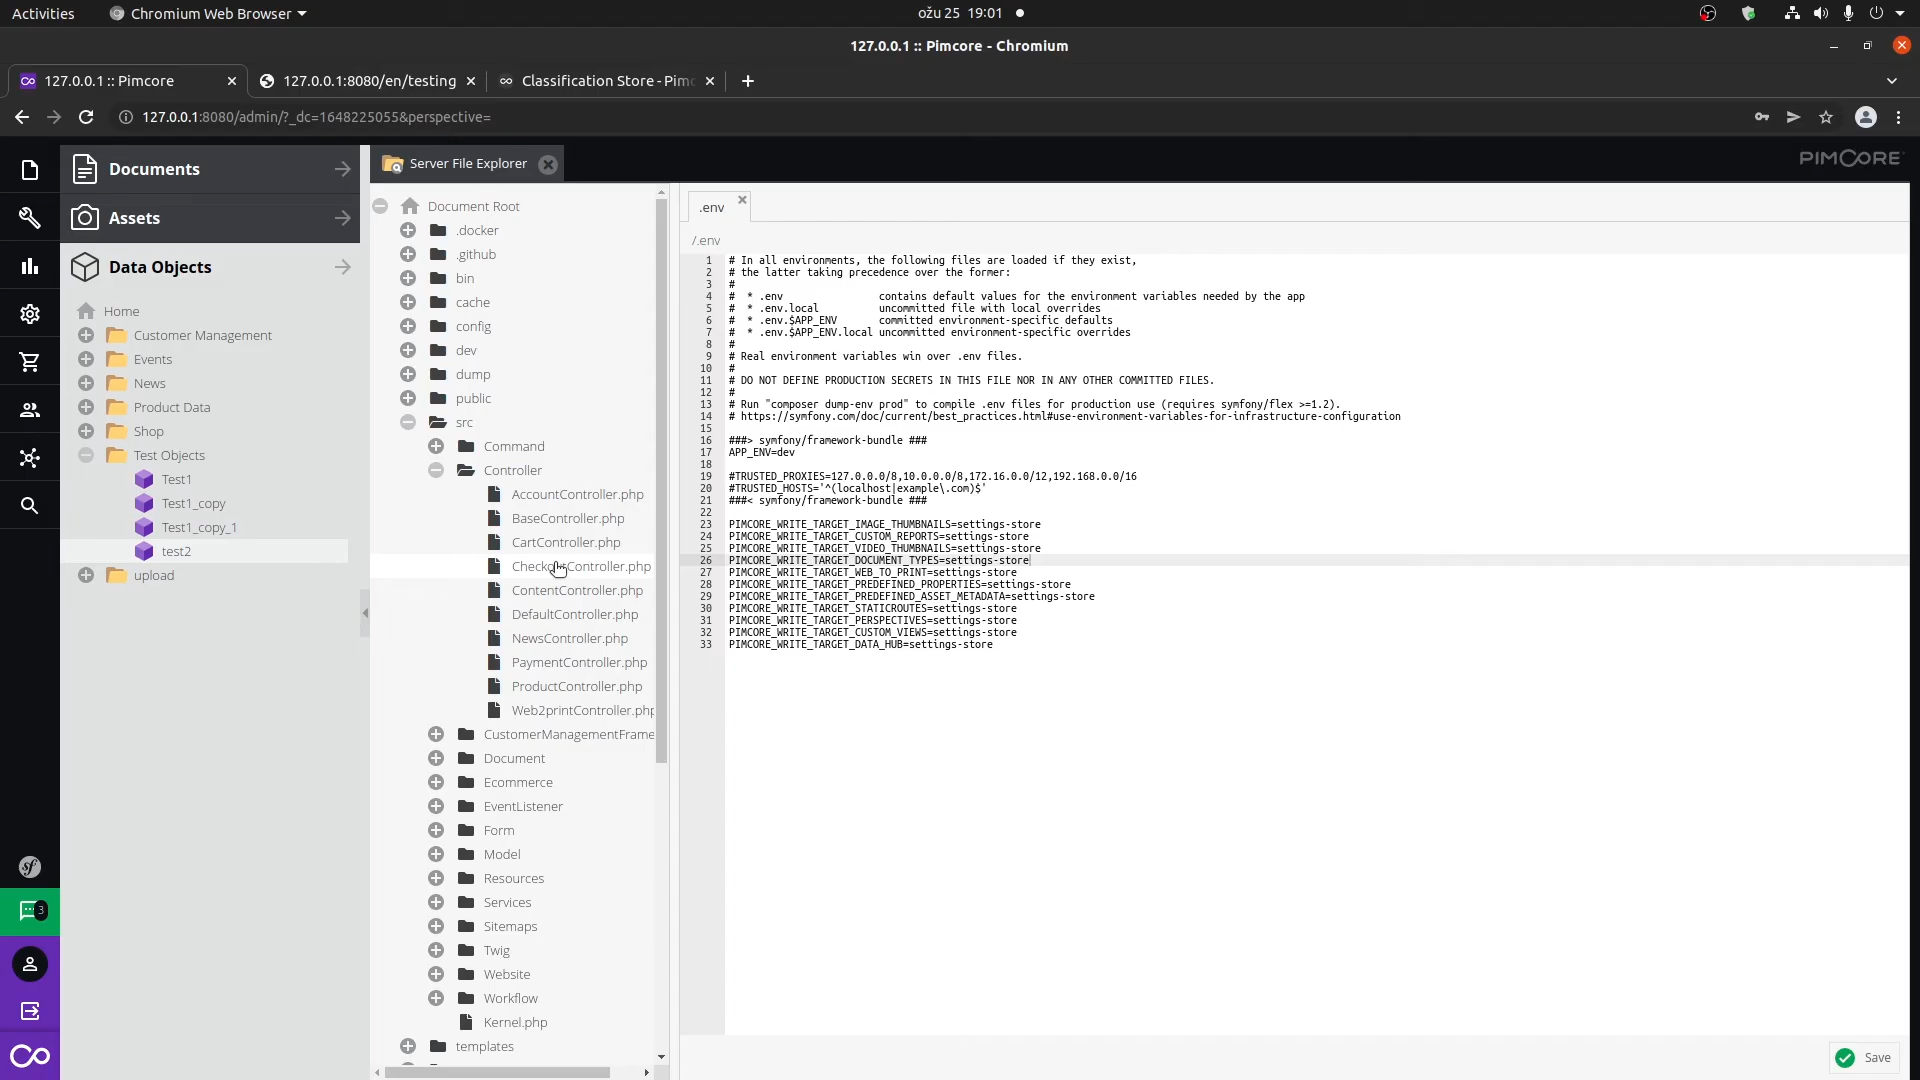 Activities
Chromium Web Browser
ožu 25 19:01
127.0.0.1 :: Pimcore - Chromium
127.0.0.1 :: Pimcore
127.0.0.1:8080/en/testing
Classification Store - Pimc
127.0.0.1:8080/admin/?_dc=1648225055&perspective=
PIMCORE
Documents
Assets
Data Objects
Home
Customer Management
Events
News
Product Data
Shop
Test Objects
Test1
Test1_copy
Test1_copy_1
test2
upload
sf
3
Server File Explorer
Document Root
.docker
.github
bin
cache
config
dev
dump
public
src
Command
Controller
AccountController.php
BaseController.php
CartController.php
CheckoutController.php
ContentController.php
DefaultController.php
NewsController.php
PaymentController.php
ProductController.php
Web2printController.php
CustomerManagementFrame
Document
Ecommerce
EventListener
Form
Model
Resources
Services
Sitemaps
Twig
Website
Workflow
Kernel.php
templates
.env
/.env
1 # In all environments, the following files are loaded if they exist,
2 # the latter taking precedence over the former:
3 #
4 # * .env contains default values for the environment variables needed by the app
5 # * .env.local uncommitted file with local overrides
6 # * .env.$APP_ENV committed environment-specific defaults
7 # * .env.$APP_ENV.local uncommitted environment-specific overrides
8 #
9 # Real environment variables win over .env files.
10 #
11 # DO NOT DEFINE PRODUCTION SECRETS IN THIS FILE NOR IN ANY OTHER COMMITTED FILES.
12 #
13 # Run "composer dump-env prod" to compile .env files for production use (requires symfony/flex >=1.2).
14 # https://symfony.com/doc/current/best_practices.html#use-environment-variables-for-infrastructure-configuration
15
16 ###> symfony/framework-bundle ###
17 APP_ENV=dev
18
19 #TRUSTED_PROXIES=127.0.0.0/8,10.0.0.0/8,172.16.0.0/12,192.168.0.0/16
20 #TRUSTED_HOSTS='^(localhost|example\.com)$'
21 ###< symfony/framework-bundle ###
22
23 PIMCORE_WRITE_TARGET_IMAGE_THUMBNAILS=settings-store
24 PIMCORE_WRITE_TARGET_CUSTOM_REPORTS=settings-store
25 PIMCORE_WRITE_TARGET_VIDEO_THUMBNAILS=settings-store
26 PIMCORE_WRITE_TARGET_DOCUMENT_TYPES=settings-store
27 PIMCORE_WRITE_TARGET_WEB_TO_PRINT=settings-store
28 PIMCORE_WRITE_TARGET_PREDEFINED_PROPERTIES=settings-store
29 PIMCORE_WRITE_TARGET_PREDEFINED_ASSET_METADATA=settings-store
30 PIMCORE_WRITE_TARGET_STATICROUTES=settings-store
31 PIMCORE_WRITE_TARGET_PERSPECTIVES=settings-store
32 PIMCORE_WRITE_TARGET_CUSTOM_VIEWS=settings-store
33 PIMCORE_WRITE_TARGET_DATA_HUB=settings-store
Save